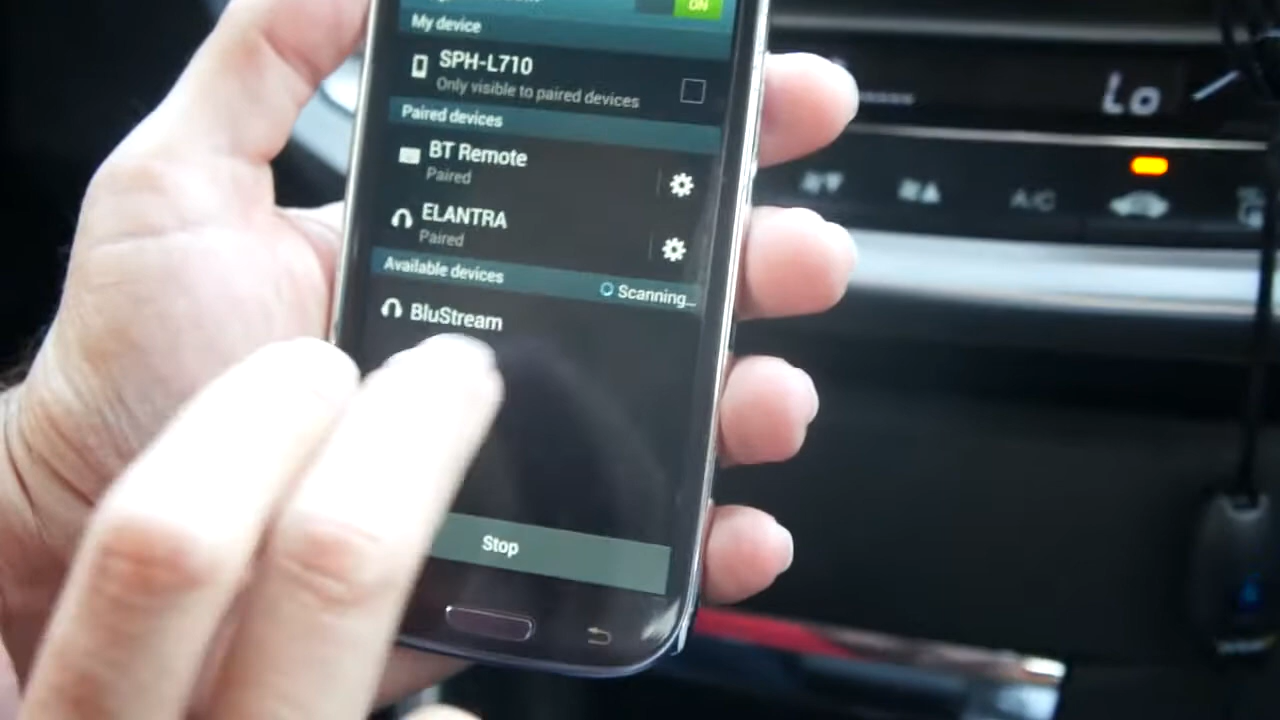 ON
My device
SPH-L710
Only visible to paired devices
Paired devices
BT Remote
Paired
ELANTRA
Paired
Available devices
Scanning...
BluStream
Stop
Lo
A/C